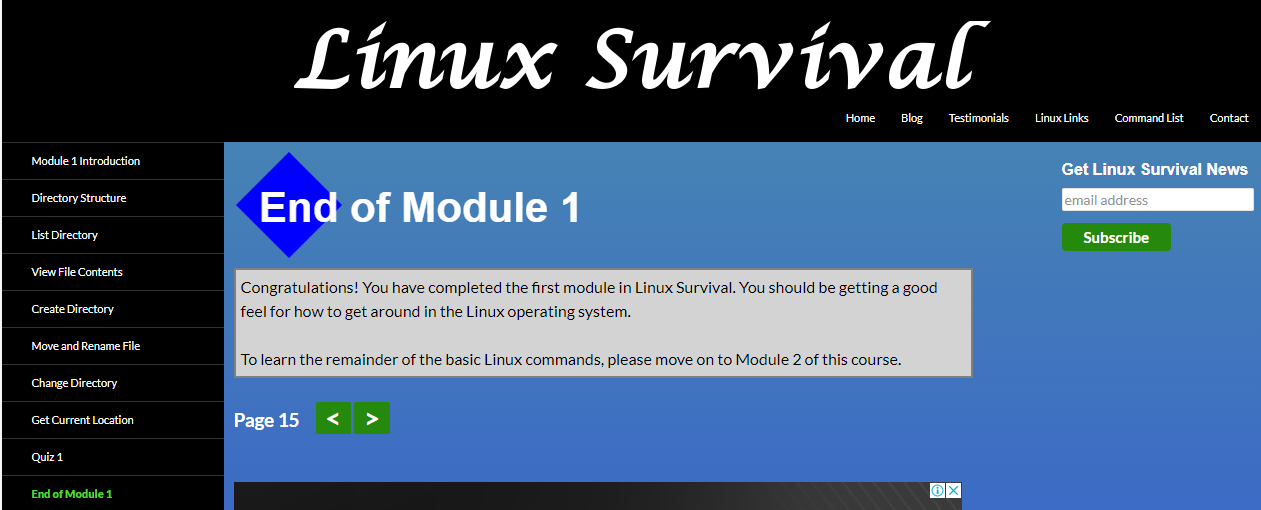 Linux Survival
Home Blog Testimonials Linux Links Command List Contact
Module 1 Introduction
Directory Structure
List Directory
View File Contents
Create Directory
Move and Rename File
Change Directory
Get Current Location
Quiz 1
End of Module 1
End of Module 1
Congratulations! You have completed the first module in Linux Survival. You should be getting a good
feel for how to get around in the Linux operating system.
To learn the remainder of the basic Linux commands, please move on to Module 2 of this course.
Page 15 < >
Get Linux Survival News
email address
Subscribe